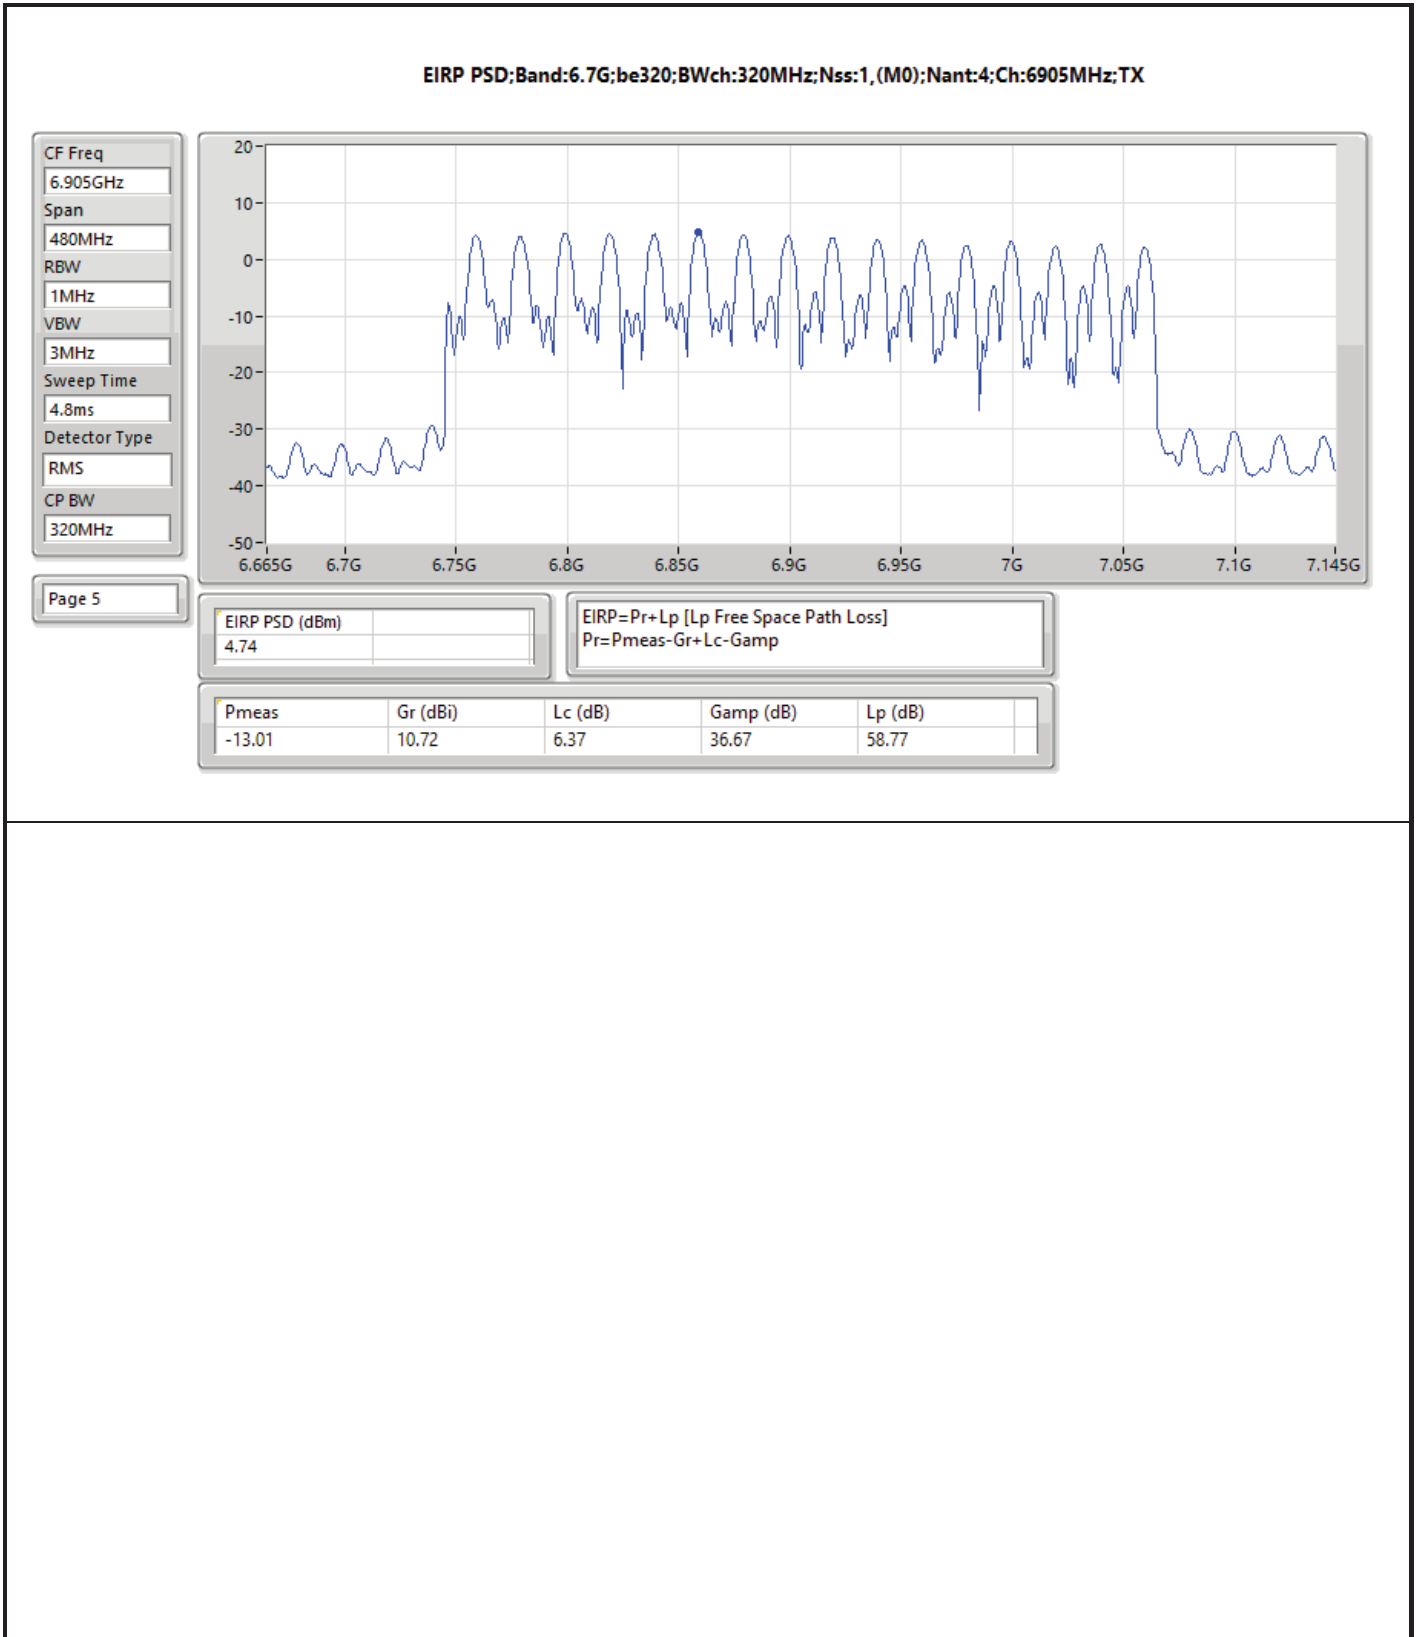 EIRP PSD;Band:6.7G;be320;BWch:320MHz;Nss:1,(M0);Nant:4;Ch:6905MHz;TX
CF Freq
6.905GHz
Span
480MHz
RBW
1MHz
VBW
3MHz
Sweep Time
4.8ms
Detector Type
RMS
CP BW
320MHz
Page 5
20
10
0
-10
-20
-30
-40
-50
6.665G 6.7G 6.75G 6.8G 6.85G 6.9G 6.95G 7G 7.05G 7.1G 7.145G
EIRP PSD (dBm)
4.74
EIRP=Pr+Lp [Lp Free Space Path Loss]
Pr=Pmeas-Gr+Lc-Gamp
Pmeas Gr (dBi) Lc (dB) Gamp (dB) Lp (dB)
-13.01 10.72 6.37 36.67 58.77